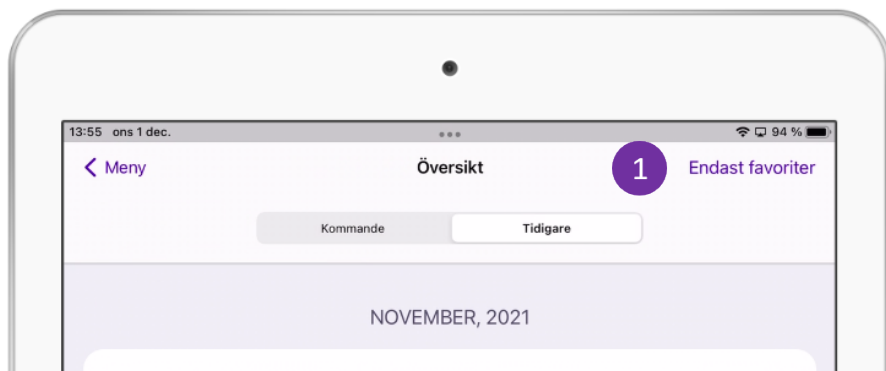 13:55 ons 1 dec. 94 %
Meny Översikt 1 Endast favoriter
Kommande Tidigare
NOVEMBER, 2021